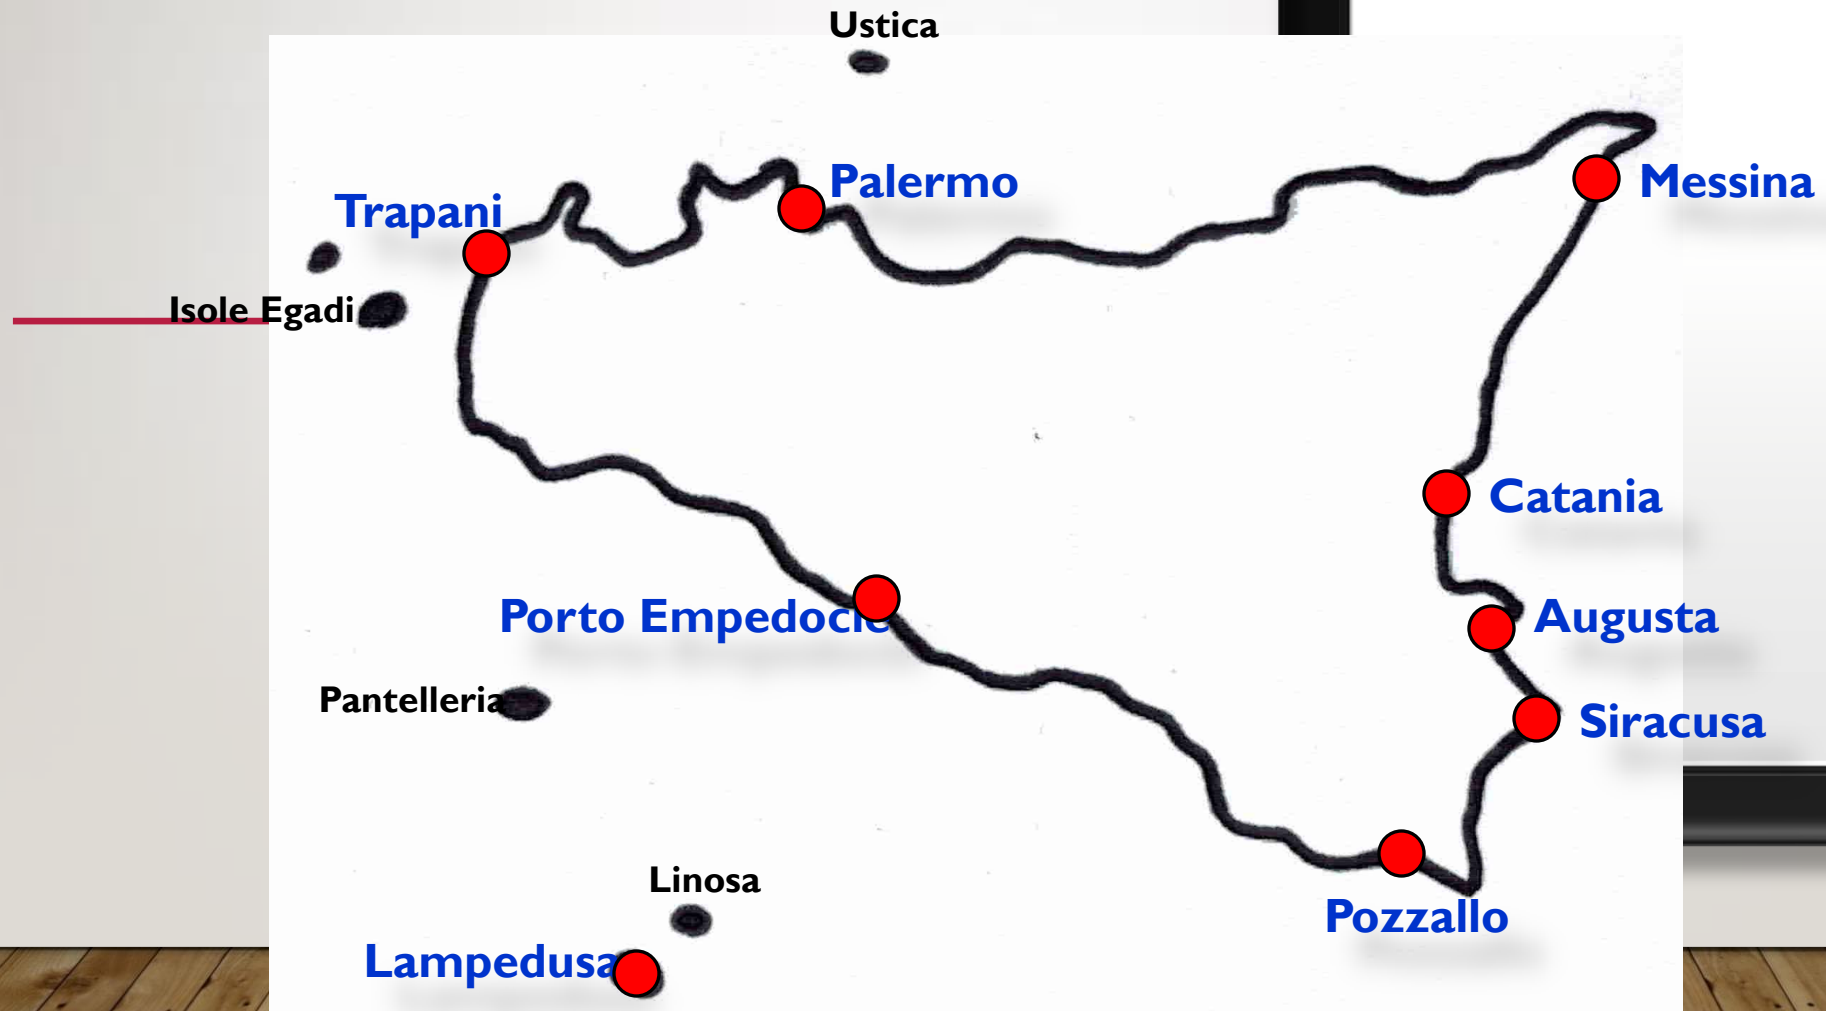 Ustica
Palermo
Messina
Trapani
Isole Egadi
Catania
Porto Empedocle
Augusta
Pantelleria
Siracusa
Linosa
Pozzallo
Lampedusa